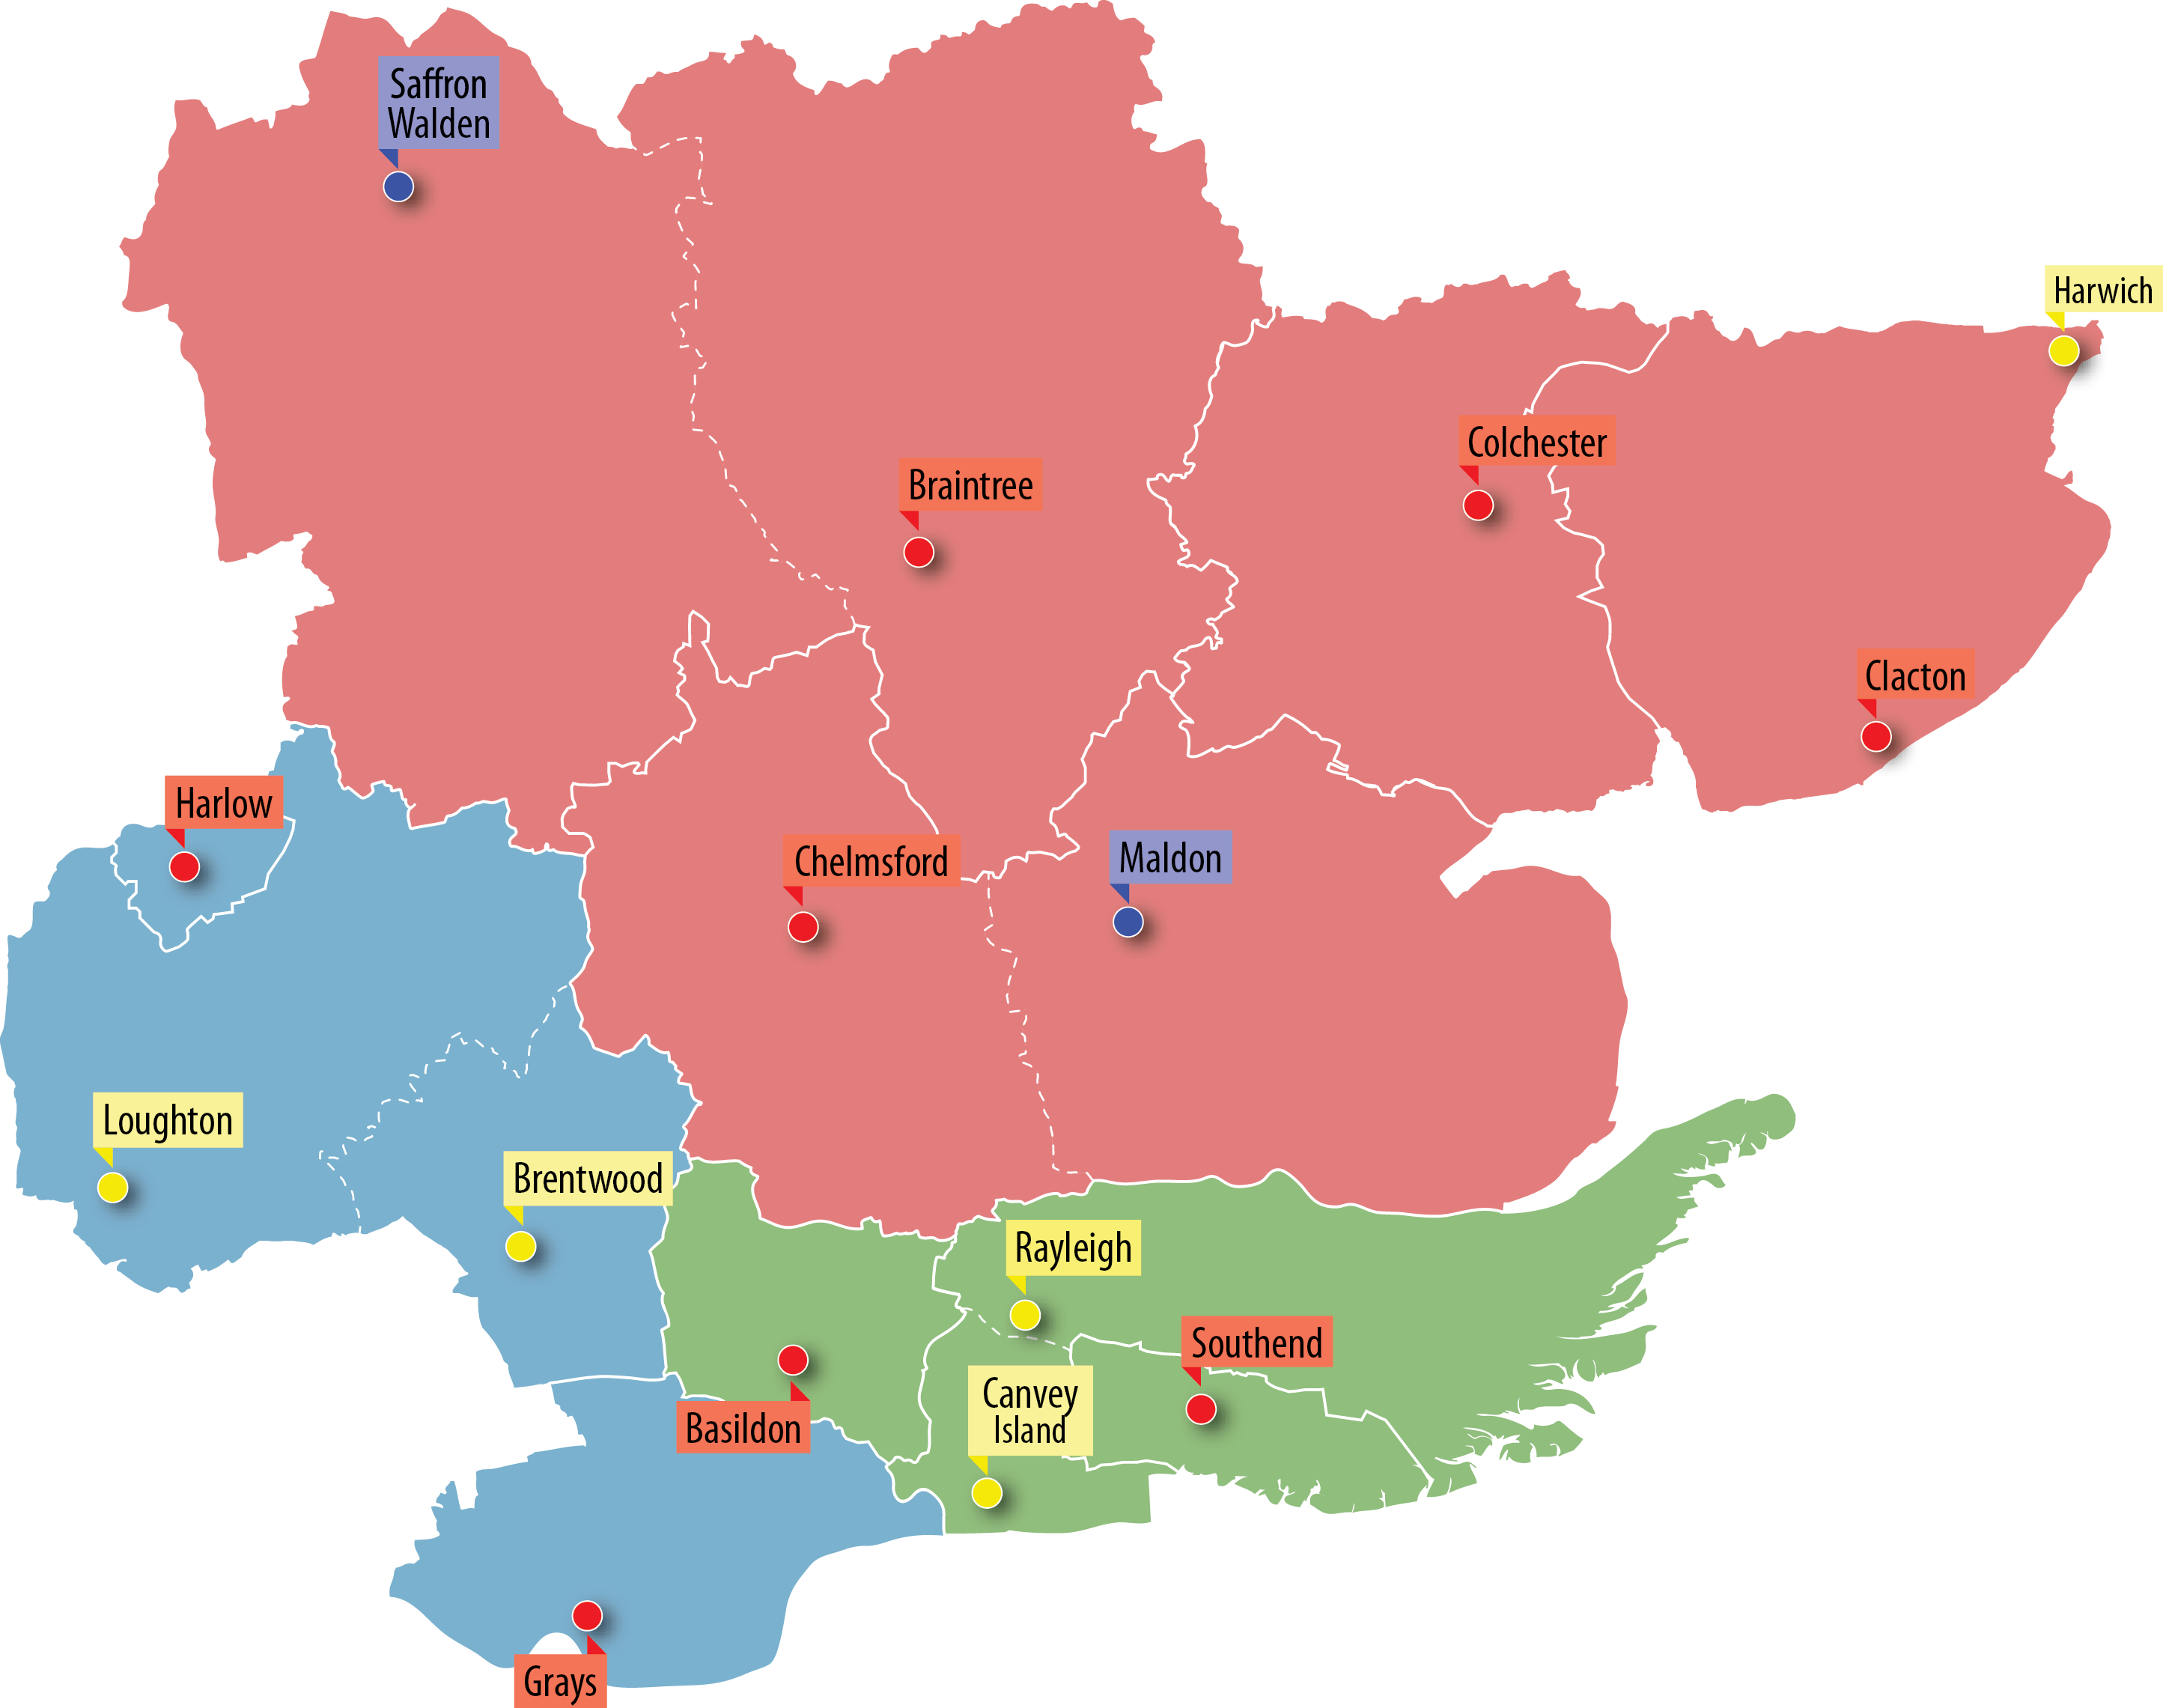 Saffron
Walden
Harwich
Colchester
Braintree
Clacton
Harlow
Chelmsford
Maldon
Loughton
Brentwood
Rayleigh
Southend
Canvey
Island
Basildon
Grays